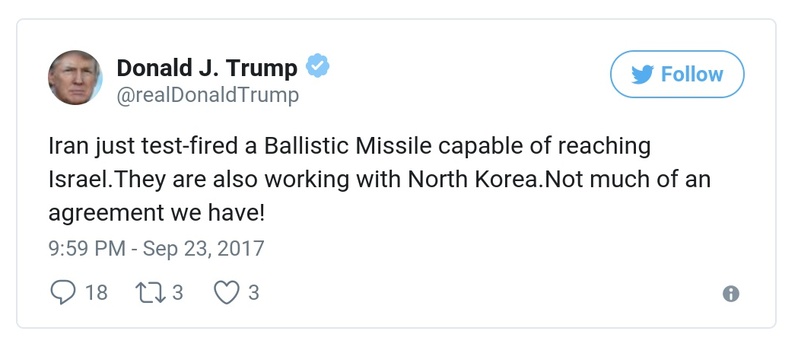 Donald J. Trump
Follow
@realDonaldTrump
Iran just test-fired a Ballistic Missile capable of reaching
Israel.They are also working with North Korea.Not much of an
agreement we have!
9:59 PM - Sep 23, 2017
18 3 3